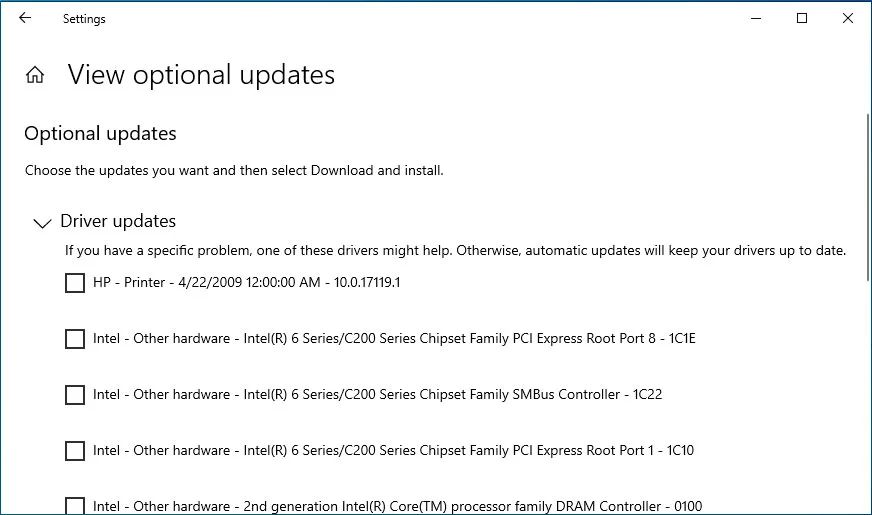 Settings
View optional updates
Optional updates
Choose the updates you want and then select Download and install.
Driver updates
If you have a specific problem, one of these drivers might help. Otherwise, automatic updates will keep your drivers up to date.
HP - Printer - 4/22/2009 12:00:00 AM - 10.0.17119.1
Intel - Other hardware - Intel(R) 6 Series/C200 Series Chipset Family PCI Express Root Port 8 - 1C1E
Intel - Other hardware - Intel(R) 6 Series/C200 Series Chipset Family SMBus Controller - 1C22
Intel - Other hardware - Intel(R) 6 Series/C200 Series Chipset Family PCI Express Root Port 1 - 1C10
Intel - Other hardware - 2nd generation Intel(R) Core(TM) processor family DRAM Controller - 0100